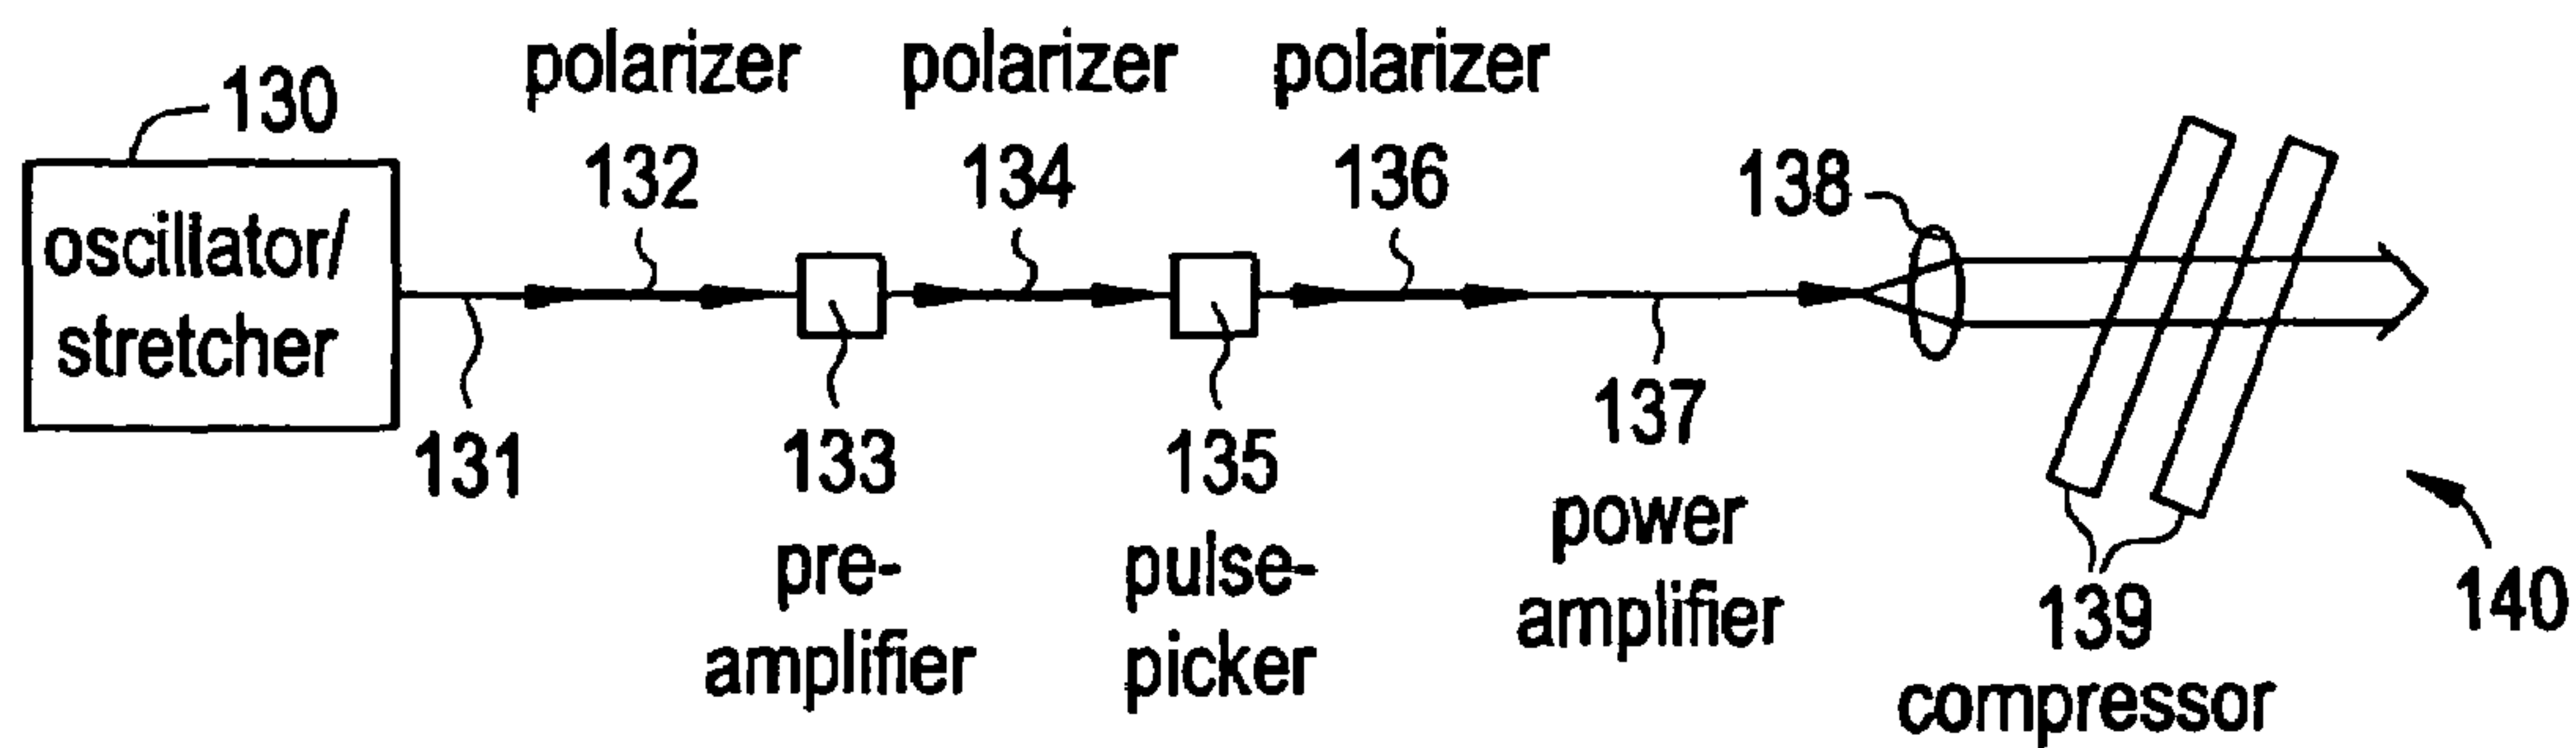 130
oscillator/
stretcher
131
polarizer
132
133
pre-
amplifier
polarizer
134
135
pulse-
picker
polarizer
136
137
power
amplifier
138
139
compressor
140